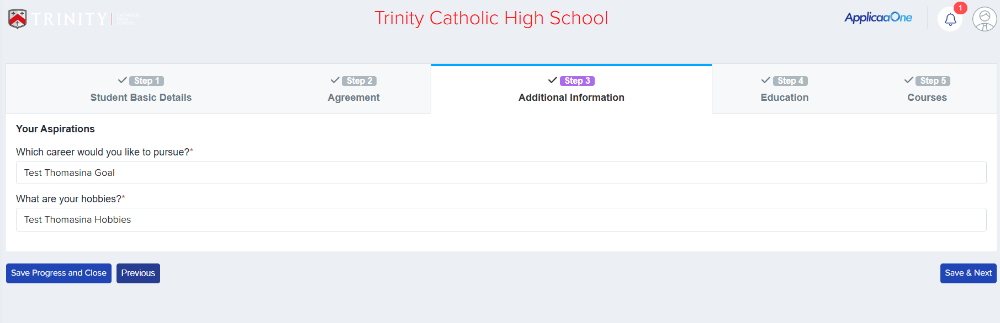 TRINITY
CATHOLIC
HIGH
SCHOOL
Trinity Catholic High School
ApplicaaOne
1
Step 1
Student Basic Details
Step 2
Agreement
Step 3
Additional Information
Step 4
Education
Step 5
Courses
Your Aspirations
Which career would you like to pursue?*
Test Thomasina Goal
What are your hobbies?*
Test Thomasina Hobbies
Save Progress and Close
Previous
Save & Next